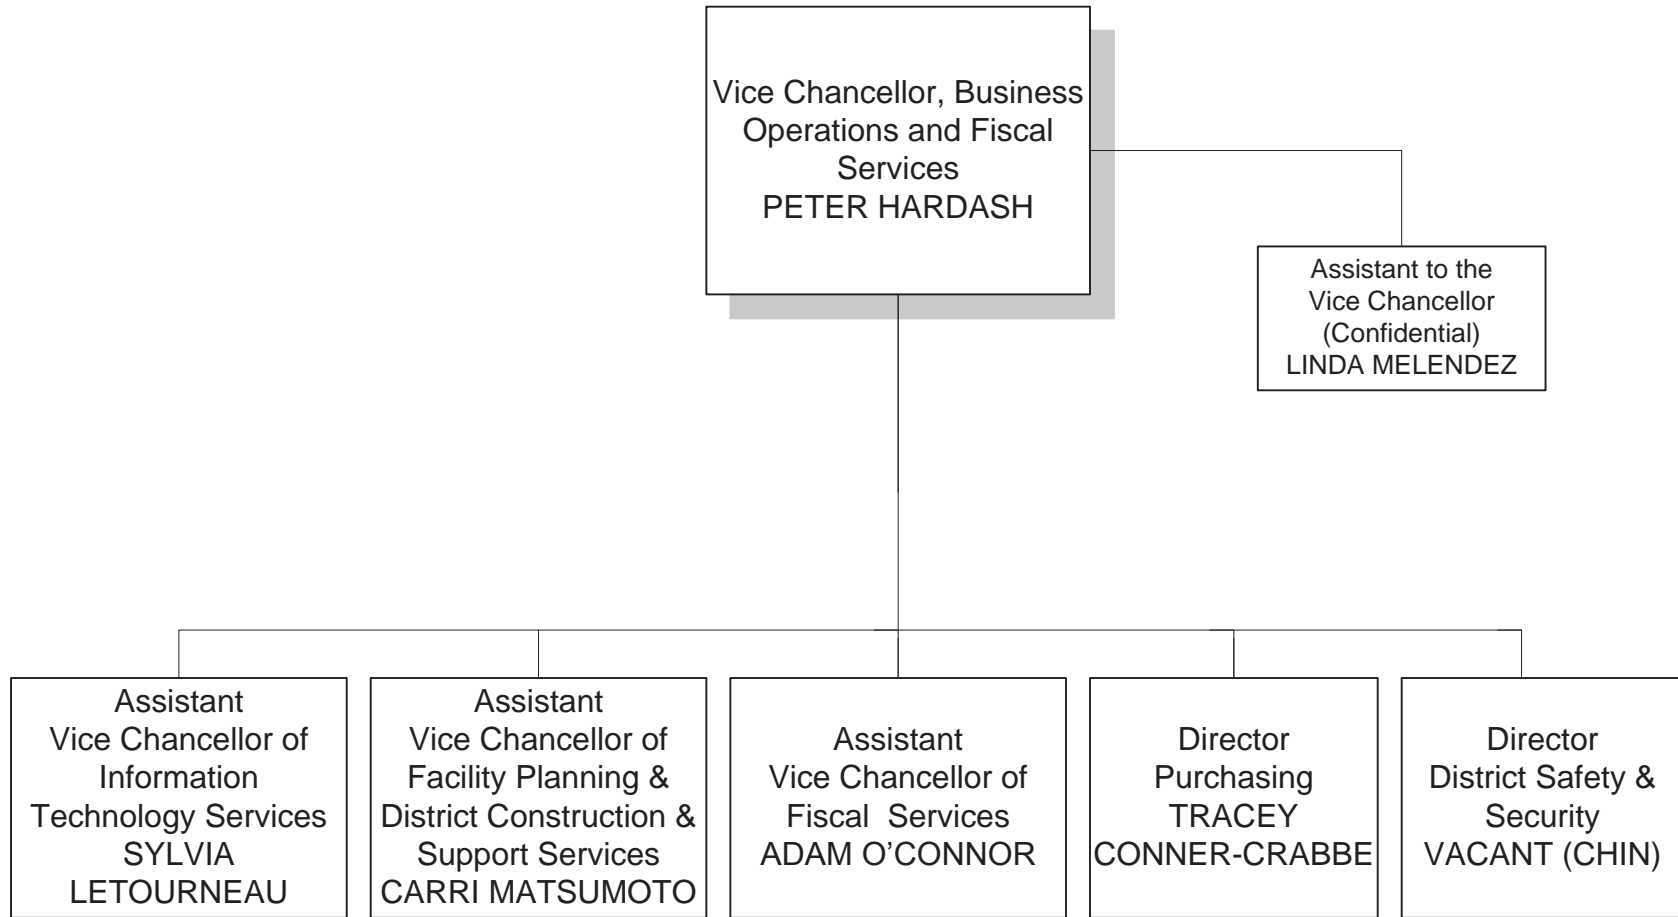 Vice Chancellor, Business
Operations and Fiscal
Services
PETER HARDASH
Assistant to the
Vice Chancellor
(Confidential)
LINDA MELENDEZ
Assistant
Vice Chancellor of
Information
Technology Services
SYLVIA
LETOURNEAU
Assistant
Vice Chancellor of
Facility Planning &
District Construction &
Support Services
CARRI MATSUMOTO
Assistant
Vice Chancellor of
Fiscal  Services
ADAM O’CONNOR
Director
Purchasing
TRACEY
CONNER-CRABBE
Director
District Safety &
Security
VACANT (CHIN)